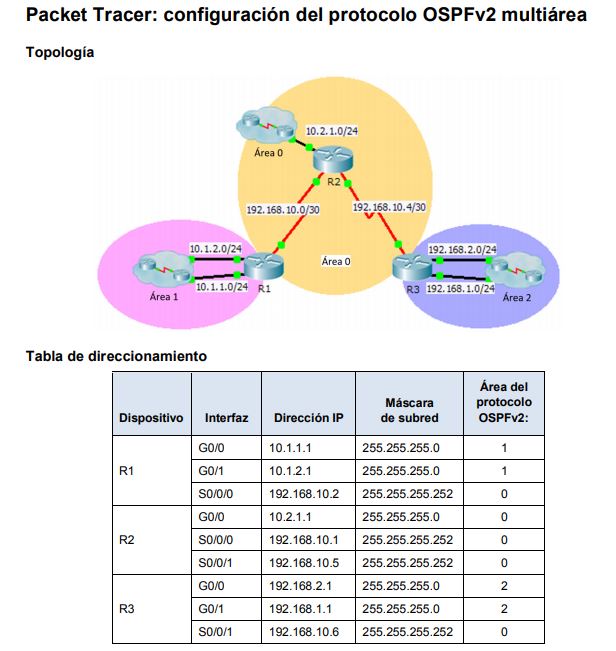 Packet Tracer: configuración del protocolo OSPFv2 multiárea
Topología
10.2.1.0/24
Área 0
R2
192.168.10.0/30
192.168.10.4/30
10.1.2.0/24
192.168.2.0/24
Área 0
Área 1
10.1.1.0/24
R1
R3
192.168.1.0/24
Área 2
Tabla de direccionamiento
Dispositivo Interfaz Dirección IP Máscara de subred Área del protocolo OSPFv2:
R1 G0/0 10.1.1.1 255.255.255.0 1
G0/1 10.1.2.1 255.255.255.0 1
S0/0/0 192.168.10.2 255.255.255.252 0
R2 G0/0 10.2.1.1 255.255.255.0 0
S0/0/0 192.168.10.1 255.255.255.252 0
S0/0/1 192.168.10.5 255.255.255.252 0
R3 G0/0 192.168.2.1 255.255.255.0 2
G0/1 192.168.1.1 255.255.255.0 2
S0/0/1 192.168.10.6 255.255.255.252 0